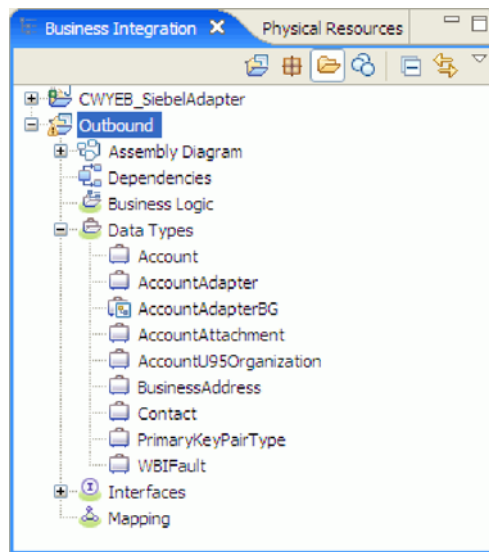 Business Integration Physical Resources
CWYEB_SiebelAdapter
Outbound
Assembly Diagram
Dependencies
Business Logic
Data Types
Account
AccountAdapter
AccountAdapterBG
AccountAttachment
AccountU95Organization
BusinessAddress
Contact
PrimaryKeyPairType
WBIFault
Interfaces
Mapping